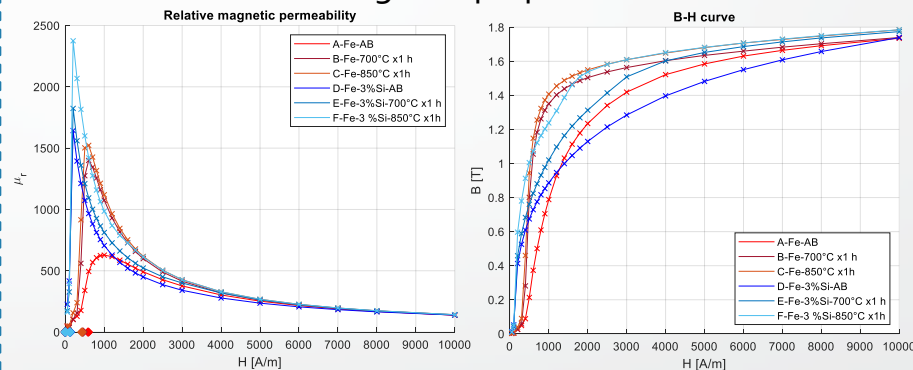 Relative magnetic permeability
2500
2000
1500
1000
500
0
μr
0 1000 2000 3000 4000 5000 6000 7000 8000 9000 10000
H [A/m]
A-Fe-AB
B-Fe-700°C x1 h
C-Fe-850°C x1h
D-Fe-3%Si-AB
E-Fe-3%Si-700°C x1 h
F-Fe-3 %Si-850°C x1h
B-H curve
1.8
1.6
1.4
1.2
1
0.8
0.6
0.4
0.2
0
B [T]
0 1000 2000 3000 4000 5000 6000 7000 8000 9000 10000
H [A/m]
A-Fe-AB
B-Fe-700°C x1 h
C-Fe-850°C x1h
D-Fe-3%Si-AB
E-Fe-3%Si-700°C x1 h
F-Fe-3 %Si-850°C x1h